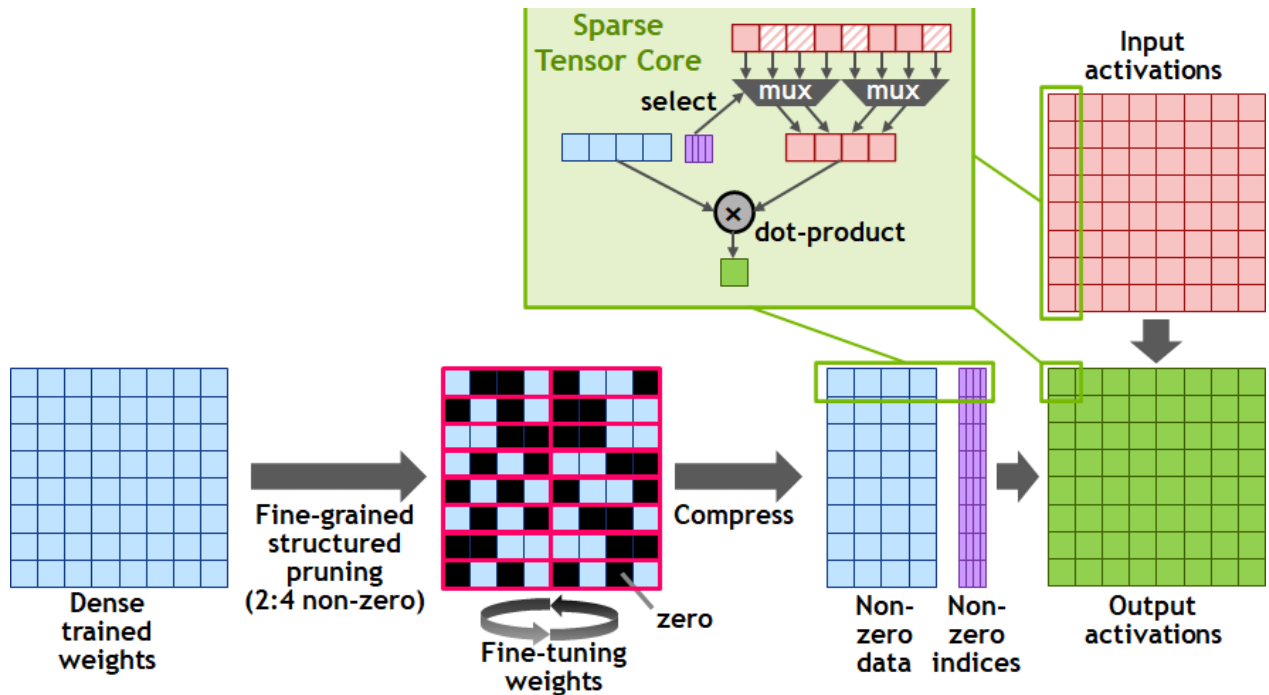 Sparse
Tensor Core
select
mux
mux
×
dot-product
Input
activations
Dense
trained
weights
Fine-grained
structured
pruning
(2:4 non-zero)
zero
Fine-tuning
weights
Compress
Non-
zero
data
Non-
zero
indices
Output
activations